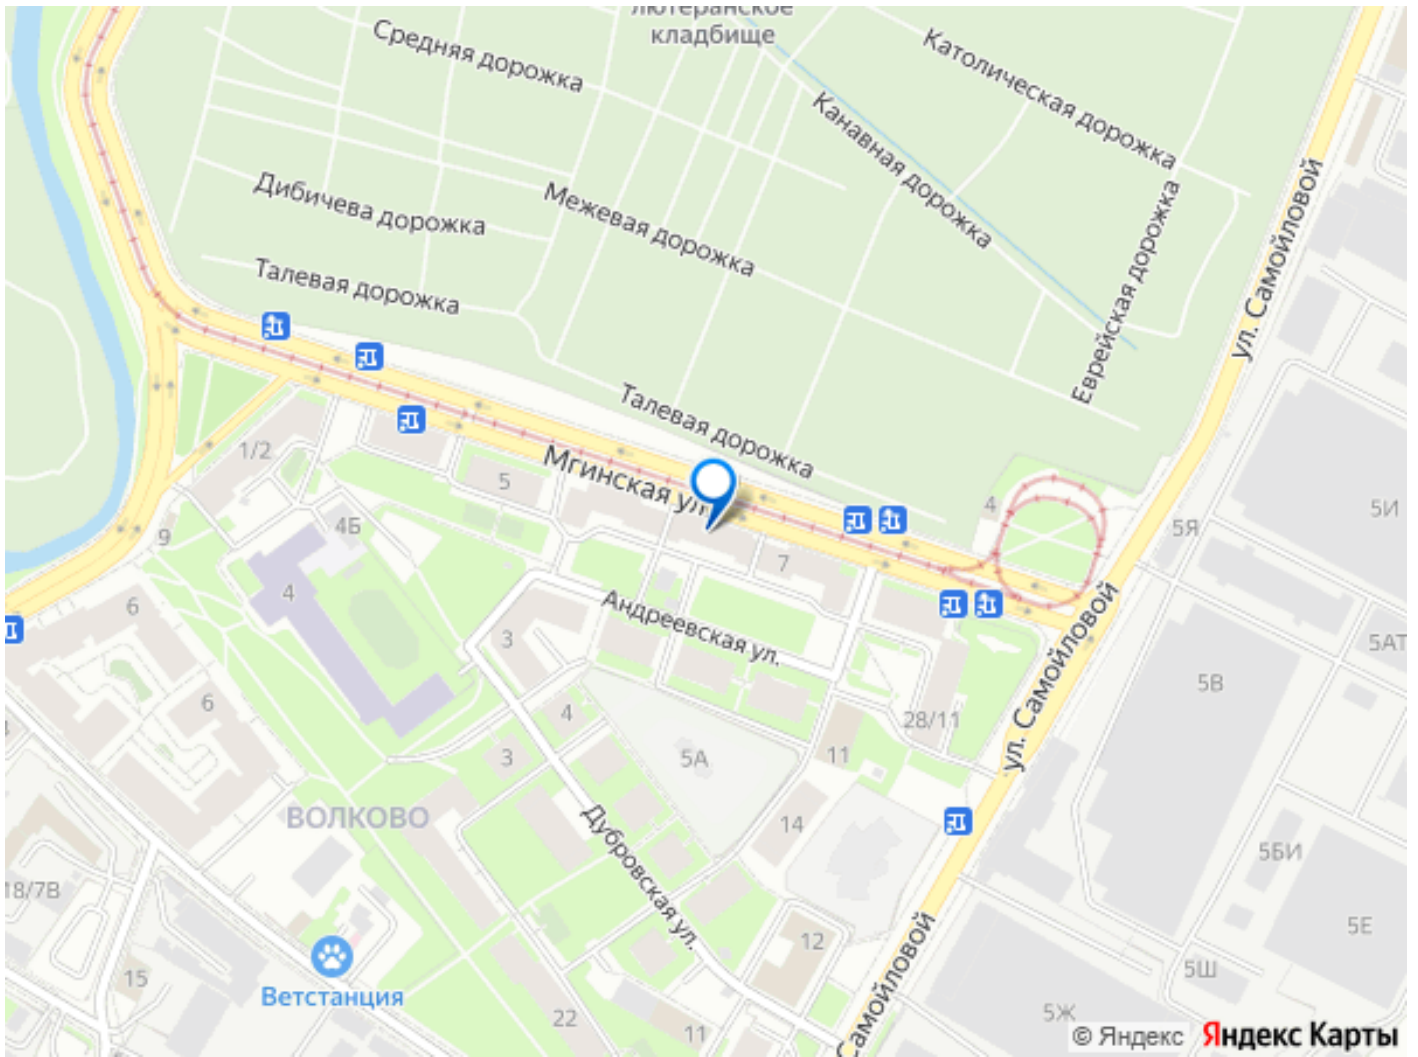 лютеранское
кладбище
Средняя дорожка
Католическая дорожка
Канавная дорожка
Дибичева дорожка
Межевая дорожка
Еврейская дорожка
ул. Самойловой
Талевая дорожка
Талевая дорожка
1/2
5
Мгинская ул.
4
5И
5Я
4Б
9
7
4
6
Андреевская ул.
3
5АТ
5В
6
4
28/11
ул. Самойловой
3
5А
11
ВОЛКОВО
14
Дубровская ул.
5БИ
18/7В
12
5Е
15
5Ш
Ветстанция
22
11
Самойловой
5Ж
© Яндекс
Яндекс Карты